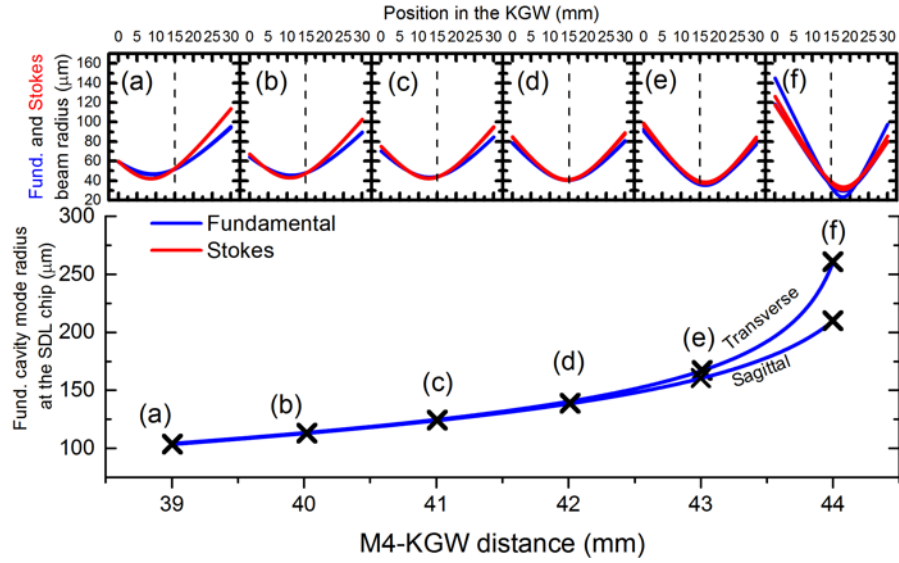 Position in the KGW (mm)
0 5 10 15 20 25 30 0 5 10 15 20 25 30 0 5 10 15 20 25 30 0 5 10 15 20 25 30 0 5 10 15 20 25 30 0 5 10 15 20 25 30
Fund. and Stokes
beam radius (μm)
160
140
120
100
80
60
40
20
(a) (b) (c) (d) (e) (f)
Fund. cavity mode radius
at the SDL chip (μm)
300
250
200
150
100
Fundamental
Stokes
(a)
(b)
(c)
(d)
(e)
(f)
Transverse
Sagittal
39 40 41 42 43 44
M4-KGW distance (mm)